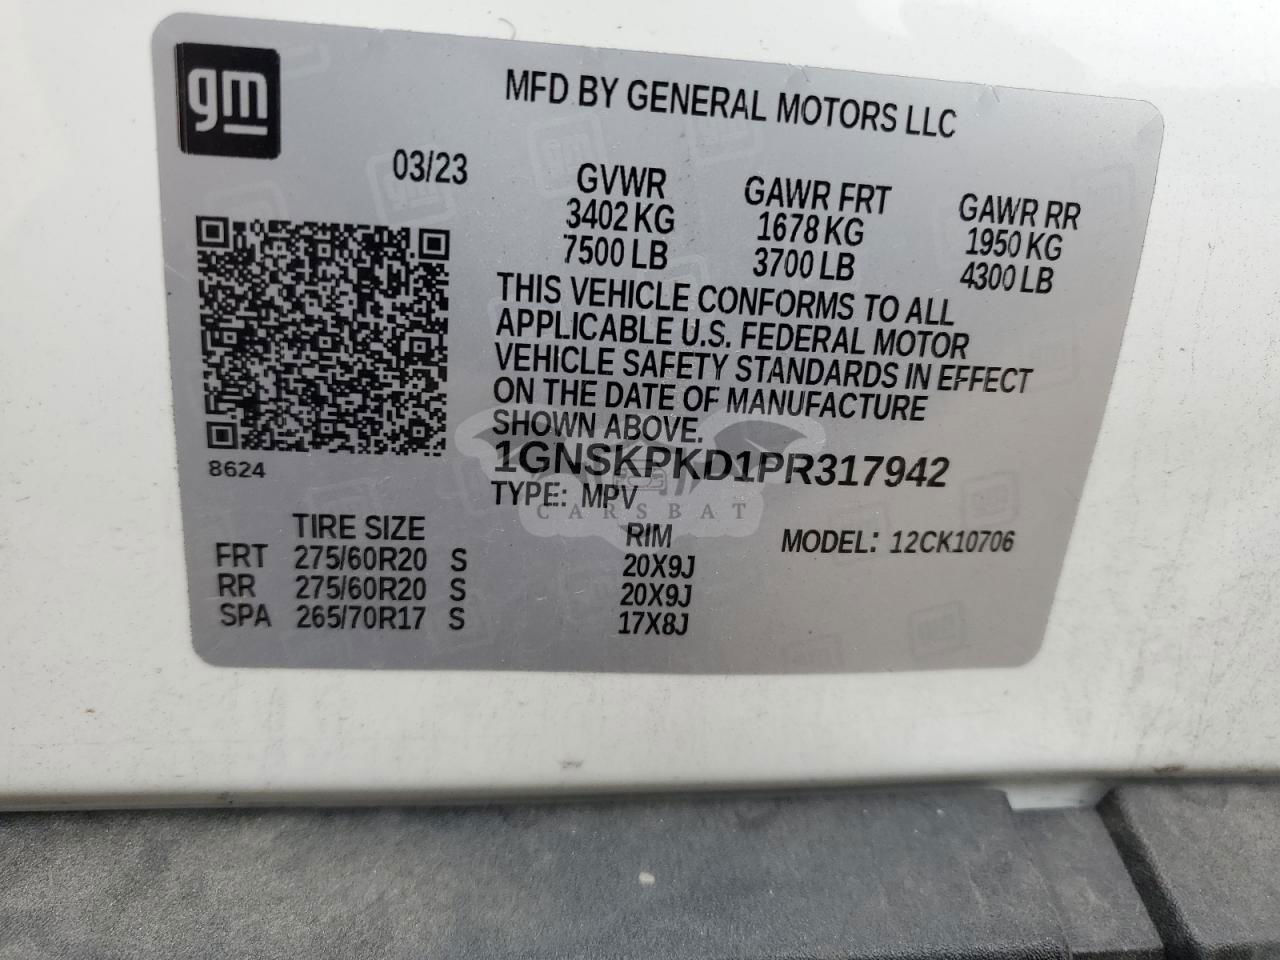 gm
MFD BY GENERAL MOTORS LLC
03/23
GVWR GAWR FRT GAWR RR
3402 KG 1678 KG 1950 KG
7500 LB 3700 LB 4300 LB
THIS VEHICLE CONFORMS TO ALL
APPLICABLE U.S. FEDERAL MOTOR
VEHICLE SAFETY STANDARDS IN EFFECT
ON THE DATE OF MANUFACTURE
SHOWN ABOVE.
1GNSKPKD1PR317942
8624
TYPE: MPV
CARSBAT
TIRE SIZE RIM MODEL: 12CK10706
FRT 275/60R20 S 20X9J
RR 275/60R20 S 20X9J
SPA 265/70R17 S 17X8J